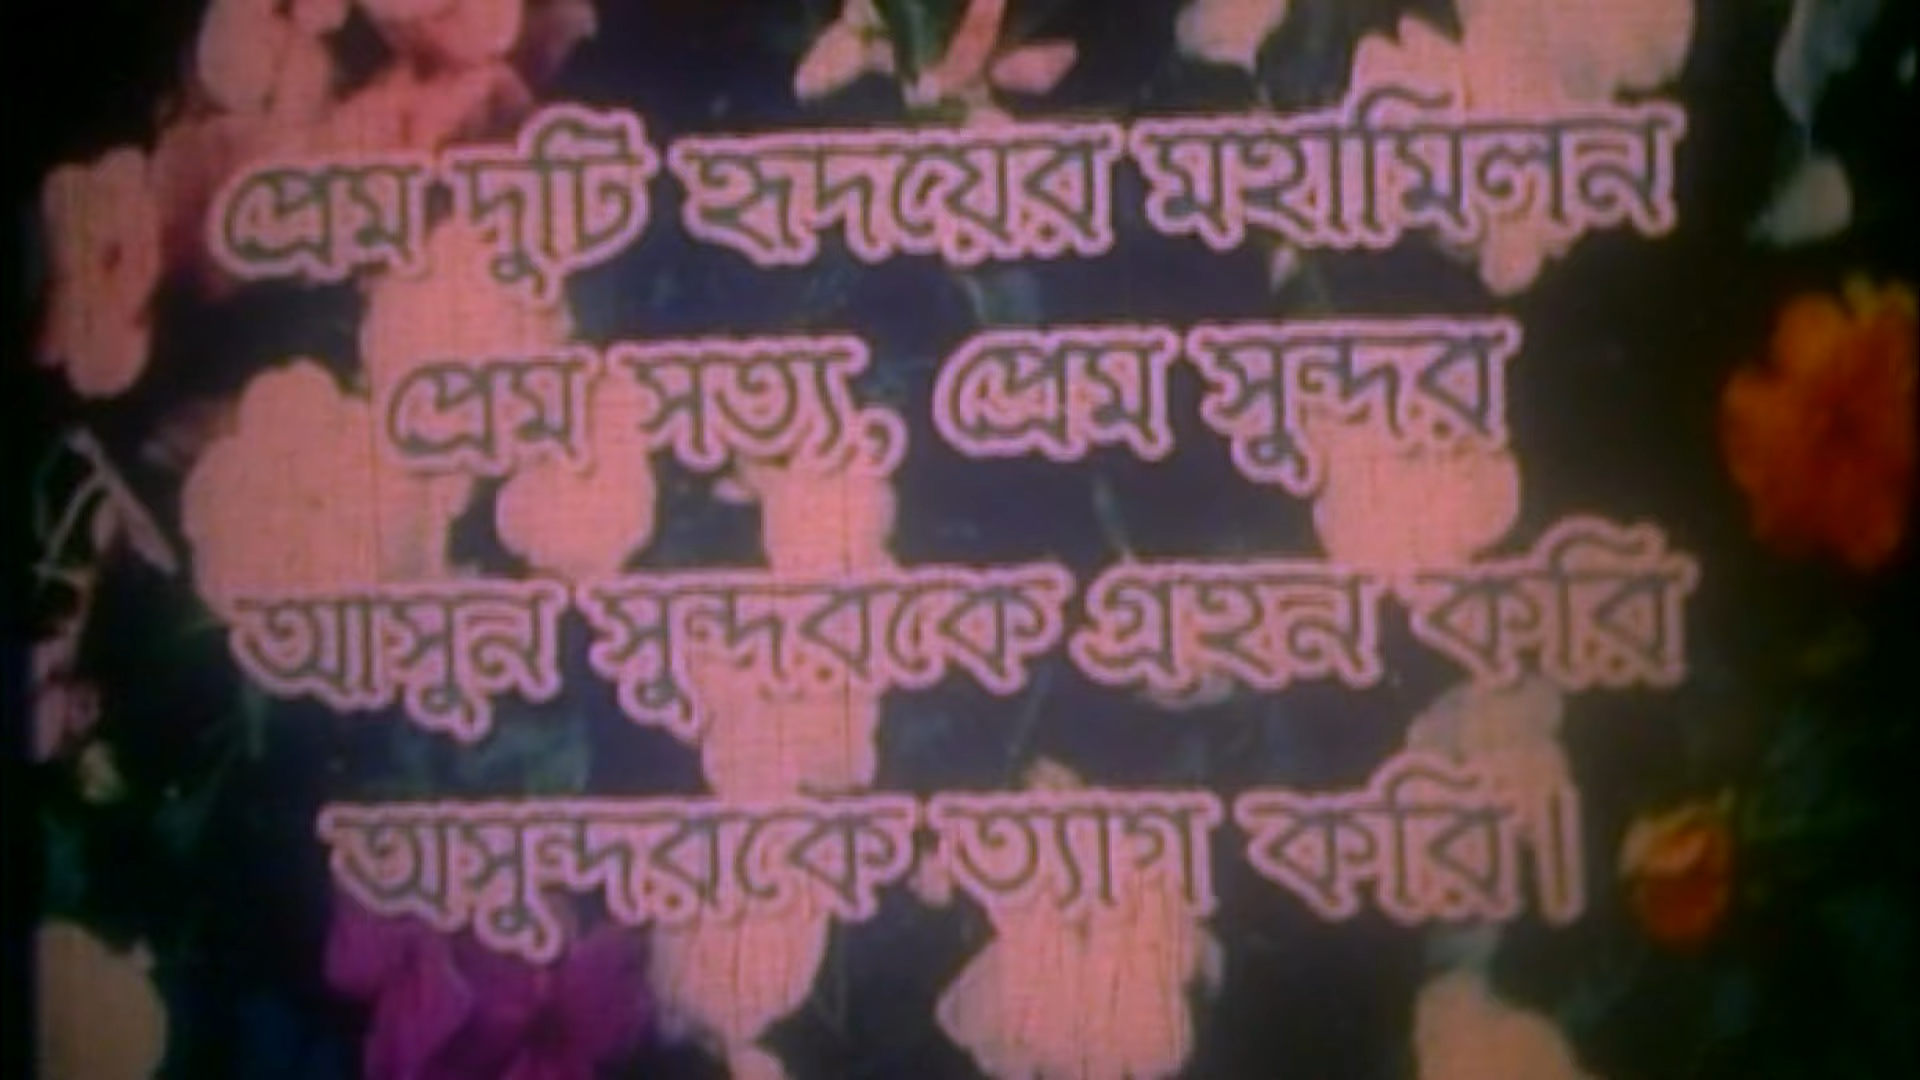 প্রেম দুটি হৃদয়ের মহামিলন
প্রেম সত্য, প্রেম সুন্দর
আসুন সুন্দরকে গ্রহন করি
অসুন্দরকে ত্যাগ করি।